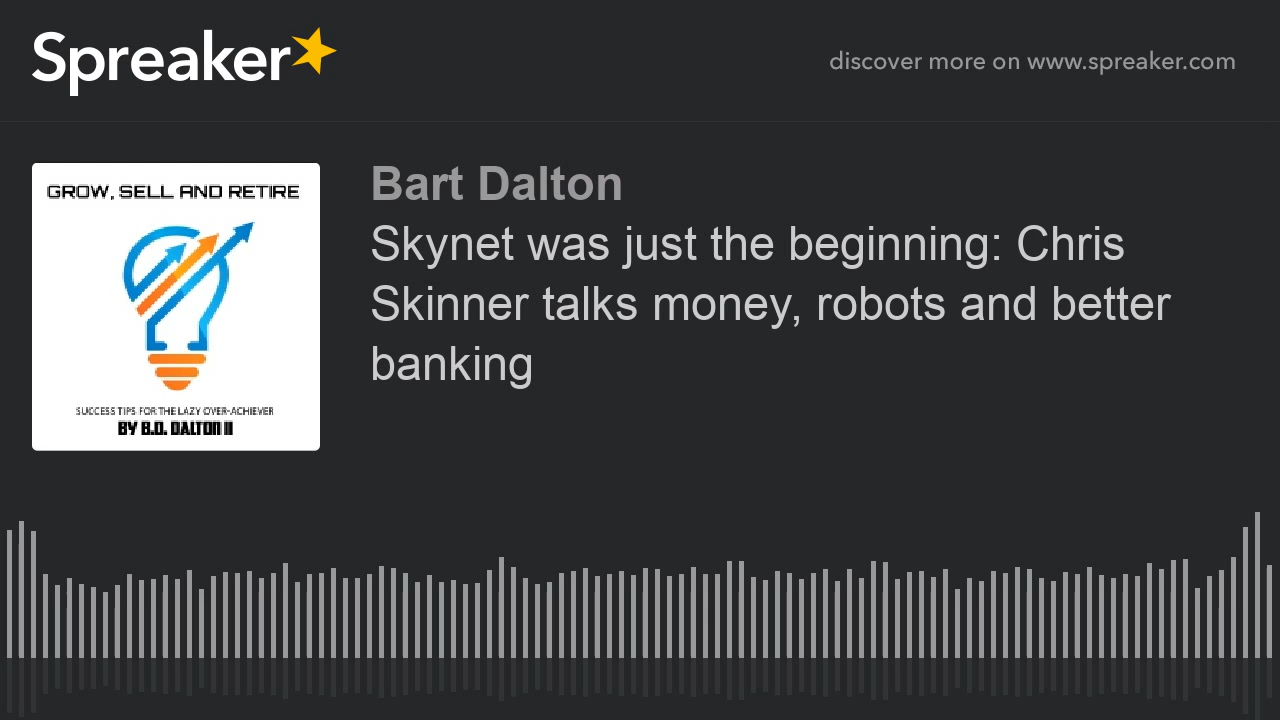 Spreaker
discover more on www.spreaker.com
GROW, SELL AND RETIRE
SUCCESS TIPS FOR THE LAZY OVER-ACHIEVER
BY B.D. DALTON II
Bart Dalton
Skynet was just the beginning: Chris
Skinner talks money, robots and better
banking